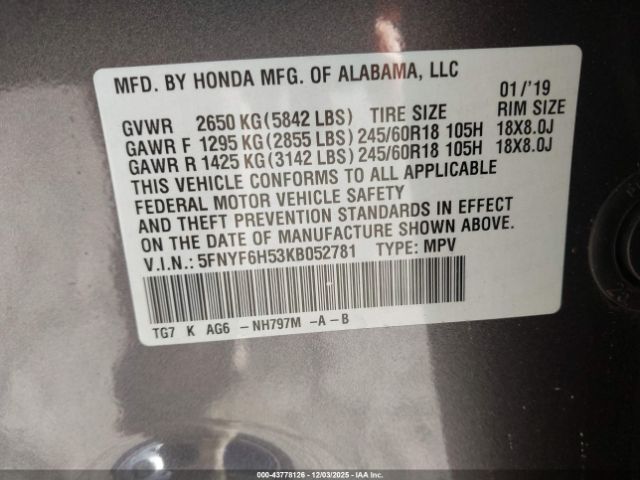 MFD. BY HONDA MFG. OF ALABAMA, LLC
01/'19
GVWR 2650 KG(5842 LBS) TIRE SIZE RIM SIZE
GAWR F 1295 KG(2855 LBS) 245/60R18 105H 18X8.0J
GAWR R 1425 KG(3142 LBS) 245/60R18 105H 18X8.0J
THIS VEHICLE CONFORMS TO ALL APPLICABLE
FEDERAL MOTOR VEHICLE SAFETY
AND THEFT PREVENTION STANDARDS IN EFFECT
ON THE DATE OF MANUFACTURE SHOWN ABOVE.
V.I.N.: 5FNYF6H53KB052781 TYPE: MPV
TG7 K AG6 -NH797M -A-B
000-43778126 - 12/03/2025 - IAAI.COM